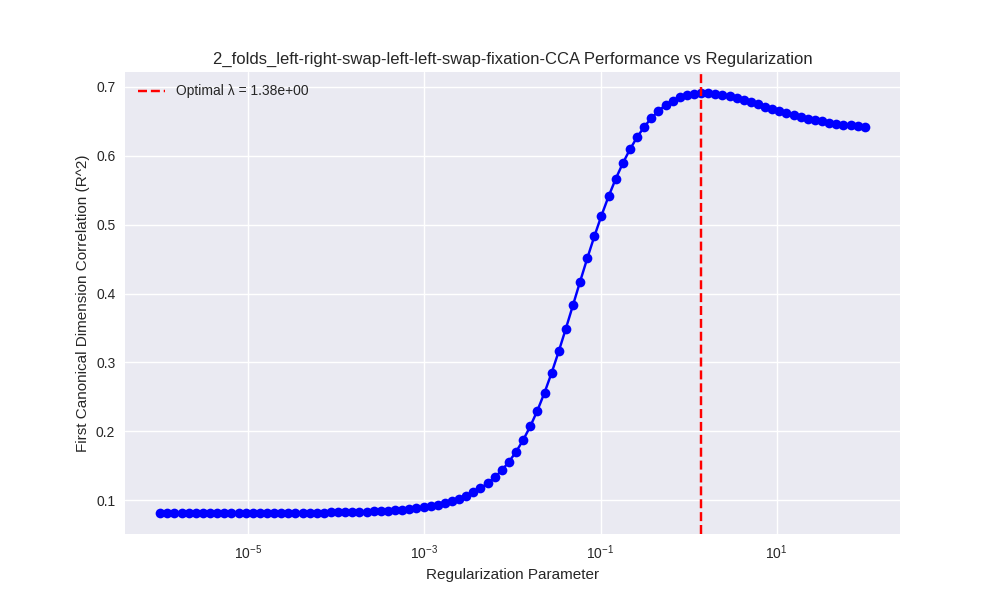 2_folds_left-right-swap-left-left-swap-fixation-CCA Performance vs Regularization
Optimal λ = 1.38e+00
First Canonical Dimension Correlation (R^2)
0.7
0.6
0.5
0.4
0.3
0.2
0.1
10⁻⁵
10⁻³
10⁻¹
10¹
Regularization Parameter